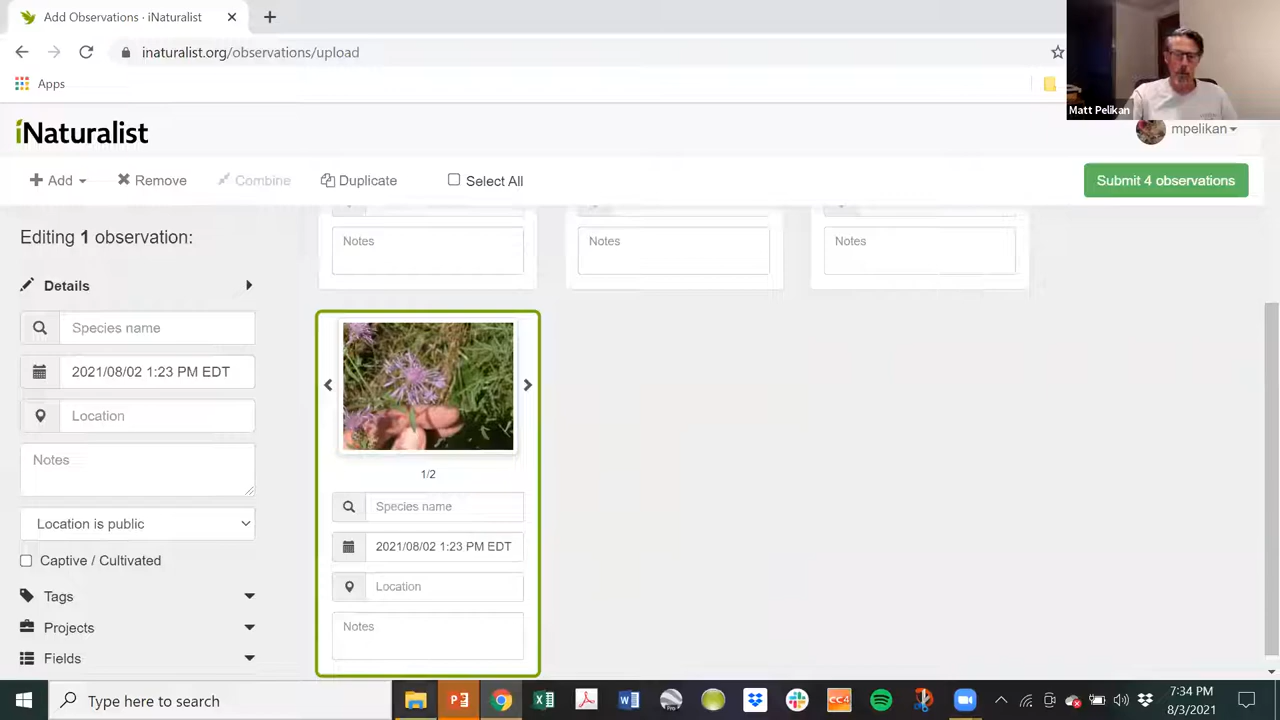 Add Observations · iNaturalist
inaturalist.org/observations/upload
Apps
Matt Pelikan
iNaturalist
mpelikan
Add
Remove
Combine
Duplicate
Select All
Submit 4 observations
Editing 1 observation:
Notes
Notes
Notes
Details
Species name
2021/08/02 1:23 PM EDT
Location
Notes
Location is public
Captive / Cultivated
Tags
Projects
Fields
1/2
Species name
2021/08/02 1:23 PM EDT
Location
Notes
Type here to search
CC4
7:34 PM
8/3/2021